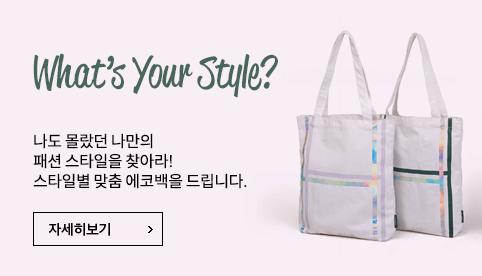 What's Your Style?
나도 몰랐던 나만의
패션 스타일을 찾아라!
스타일별 맞춤 에코백을 드립니다.
자세히보기 >